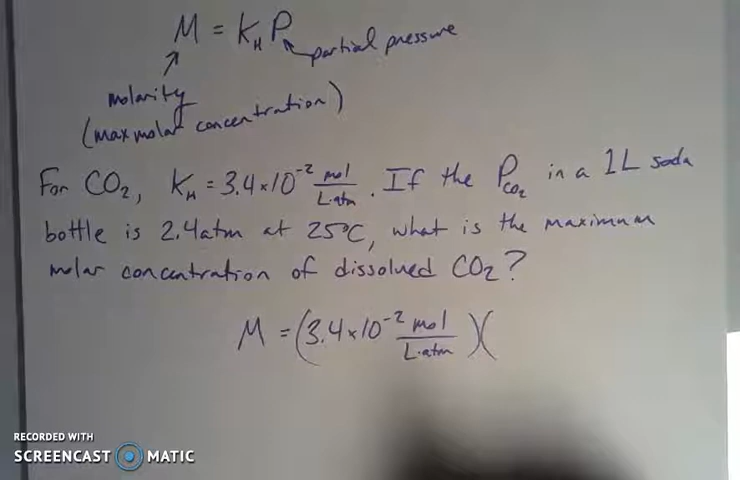 M = K_H P
partial pressure
molarity
(max molar concentration)
For CO₂, K_H = 3.4×10⁻² mol/L·atm. If the P_CO₂ in a 1L soda
bottle is 2.4atm at 25°C, what is the maximum
molar concentration of dissolved CO₂?
M = (3.4×10⁻² mol/L·atm)(
RECORDED WITH
SCREENCAST MATIC